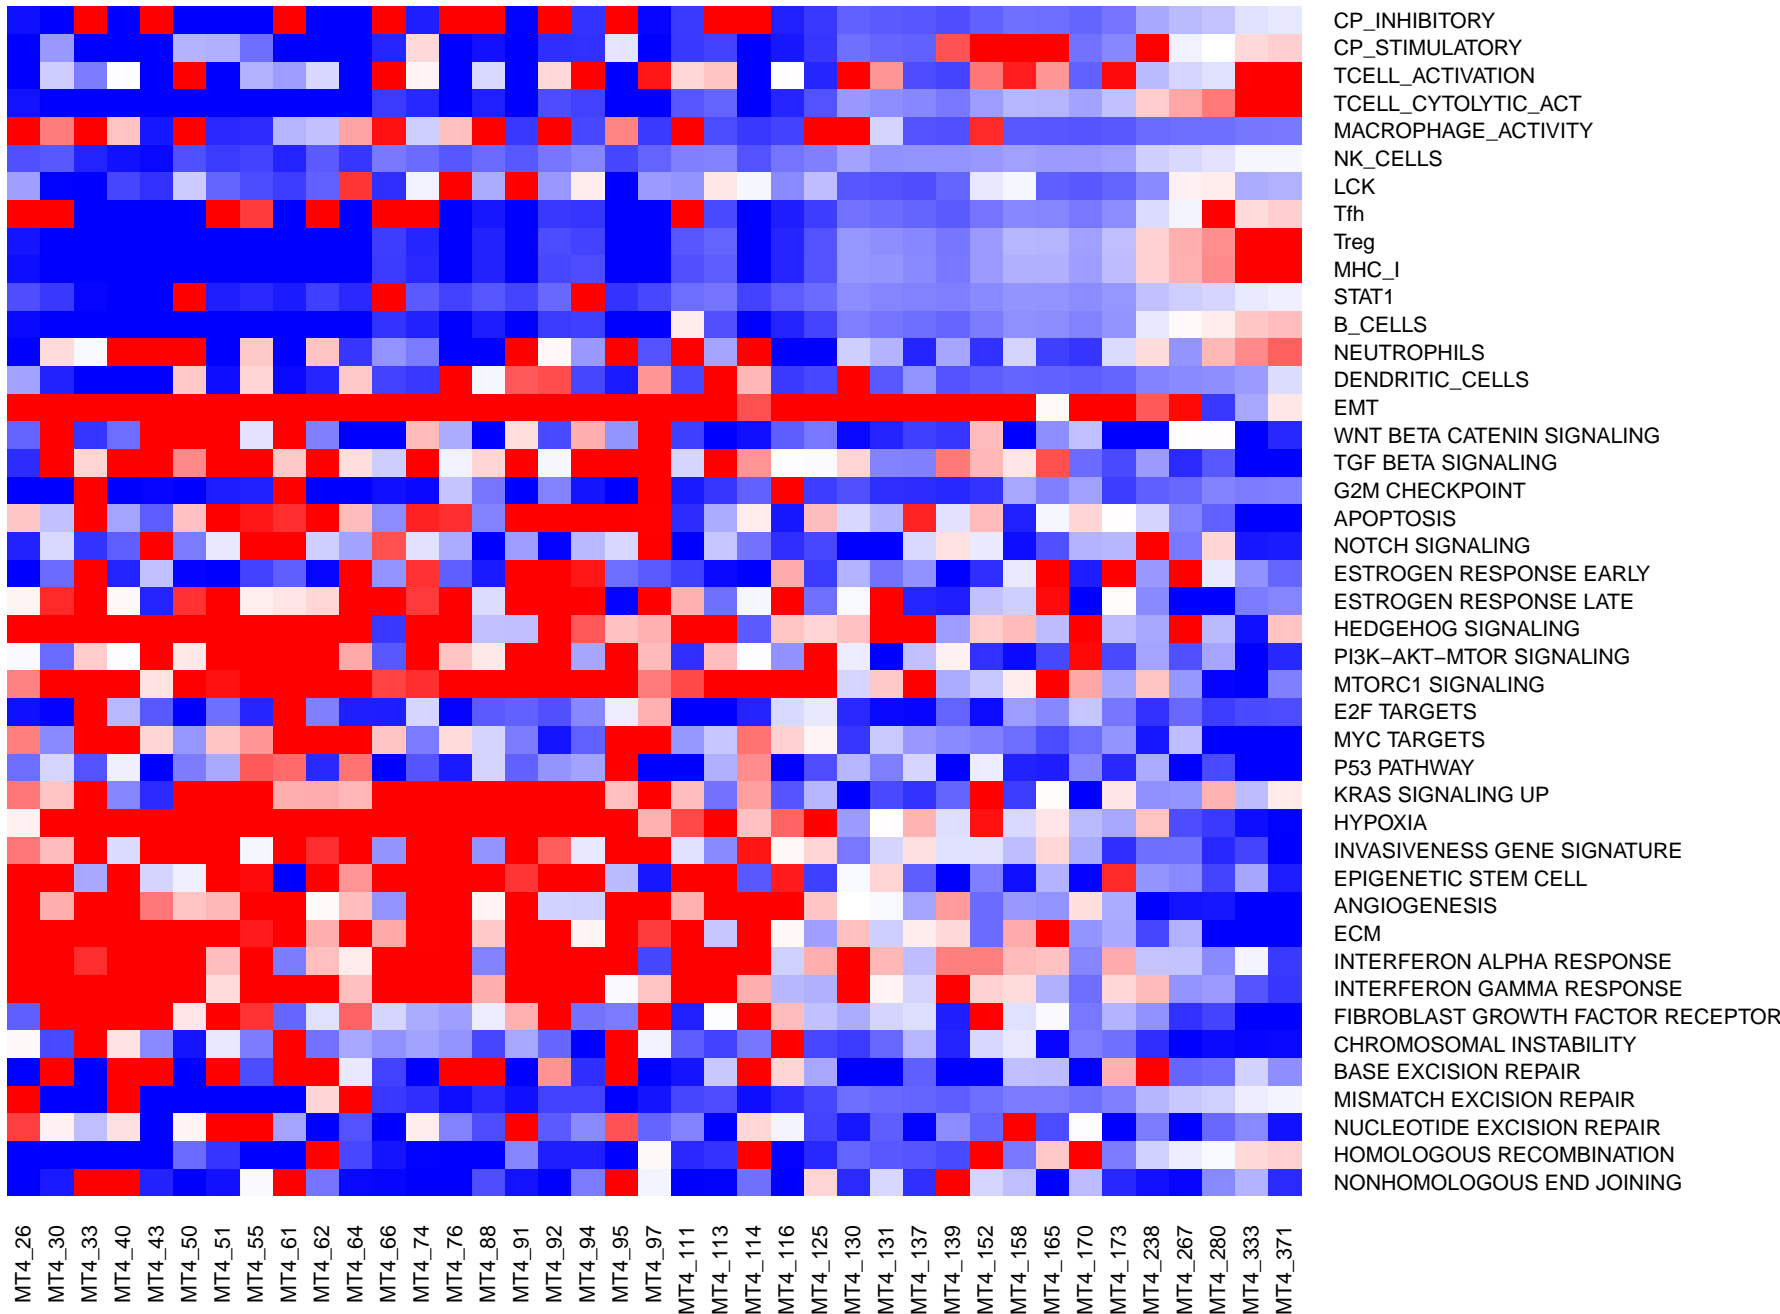 CP_INHIBITORY
CP_STIMULATORY
TCELL_ACTIVATION
TCELL_CYTOLYTIC_ACT
MACROPHAGE_ACTIVITY
NK_CELLS
LCK
Tfh
Treg
MHC_I
STAT1
B_CELLS
NEUTROPHILS
DENDRITIC_CELLS
EMT
WNT BETA CATENIN SIGNALING
TGF BETA SIGNALING
G2M CHECKPOINT
APOPTOSIS
NOTCH SIGNALING
ESTROGEN RESPONSE EARLY
ESTROGEN RESPONSE LATE
HEDGEHOG SIGNALING
PI3K−AKT−MTOR SIGNALING
MTORC1 SIGNALING
E2F TARGETS
MYC TARGETS
P53 PATHWAY
KRAS SIGNALING UP
HYPOXIA
INVASIVENESS GENE SIGNATURE
EPIGENETIC STEM CELL
ANGIOGENESIS
ECM
INTERFERON ALPHA RESPONSE
INTERFERON GAMMA RESPONSE
FIBROBLAST GROWTH FACTOR RECEPTOR
CHROMOSOMAL INSTABILITY
BASE EXCISION REPAIR
MISMATCH EXCISION REPAIR
NUCLEOTIDE EXCISION REPAIR
HOMOLOGOUS RECOMBINATION
NONHOMOLOGOUS END JOINING
MT4_26
MT4_30
MT4_33
MT4_40
MT4_43
MT4_50
MT4_51
MT4_55
MT4_61
MT4_62
MT4_64
MT4_66
MT4_74
MT4_76
MT4_88
MT4_91
MT4_92
MT4_94
MT4_95
MT4_97
MT4_111
MT4_113
MT4_114
MT4_116
MT4_125
MT4_130
MT4_131
MT4_137
MT4_139
MT4_152
MT4_158
MT4_165
MT4_170
MT4_173
MT4_238
MT4_267
MT4_280
MT4_333
MT4_371